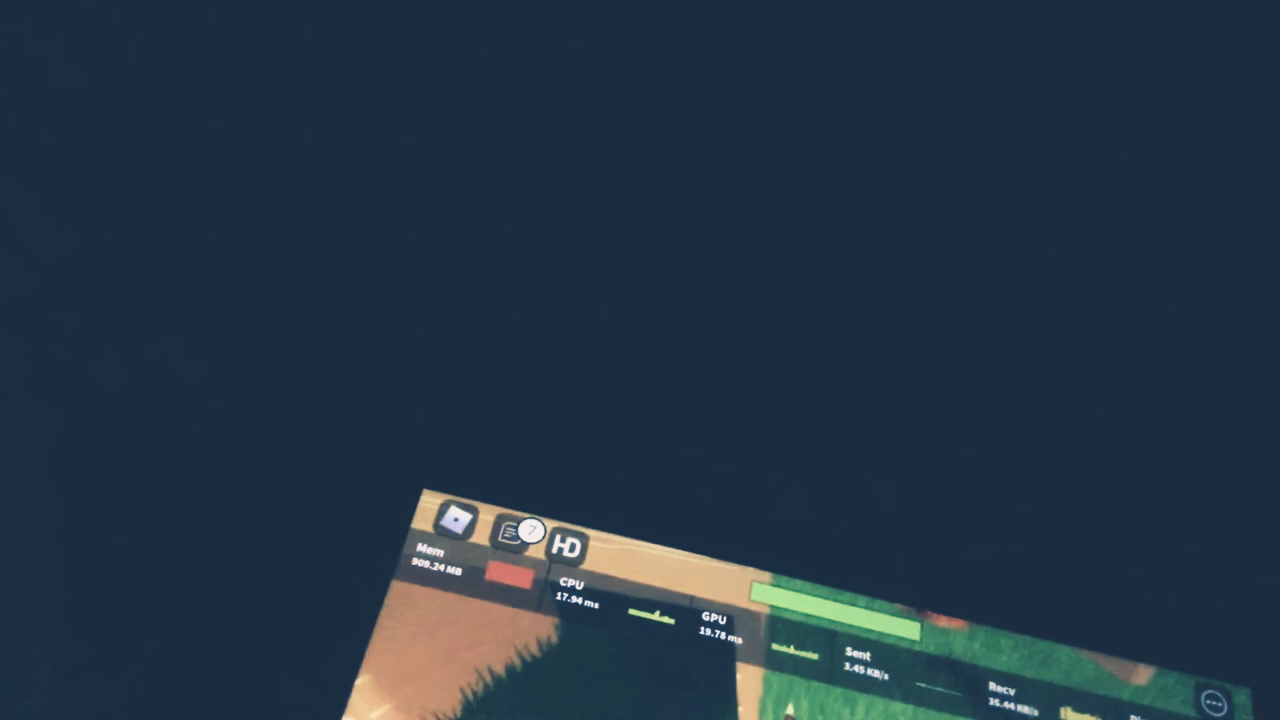 7
HD
Mem
909.24 MB
CPU
17.94 ms
GPU
19.78 ms
Sent
3.45 KB/s
Recv
35.44 KB/s